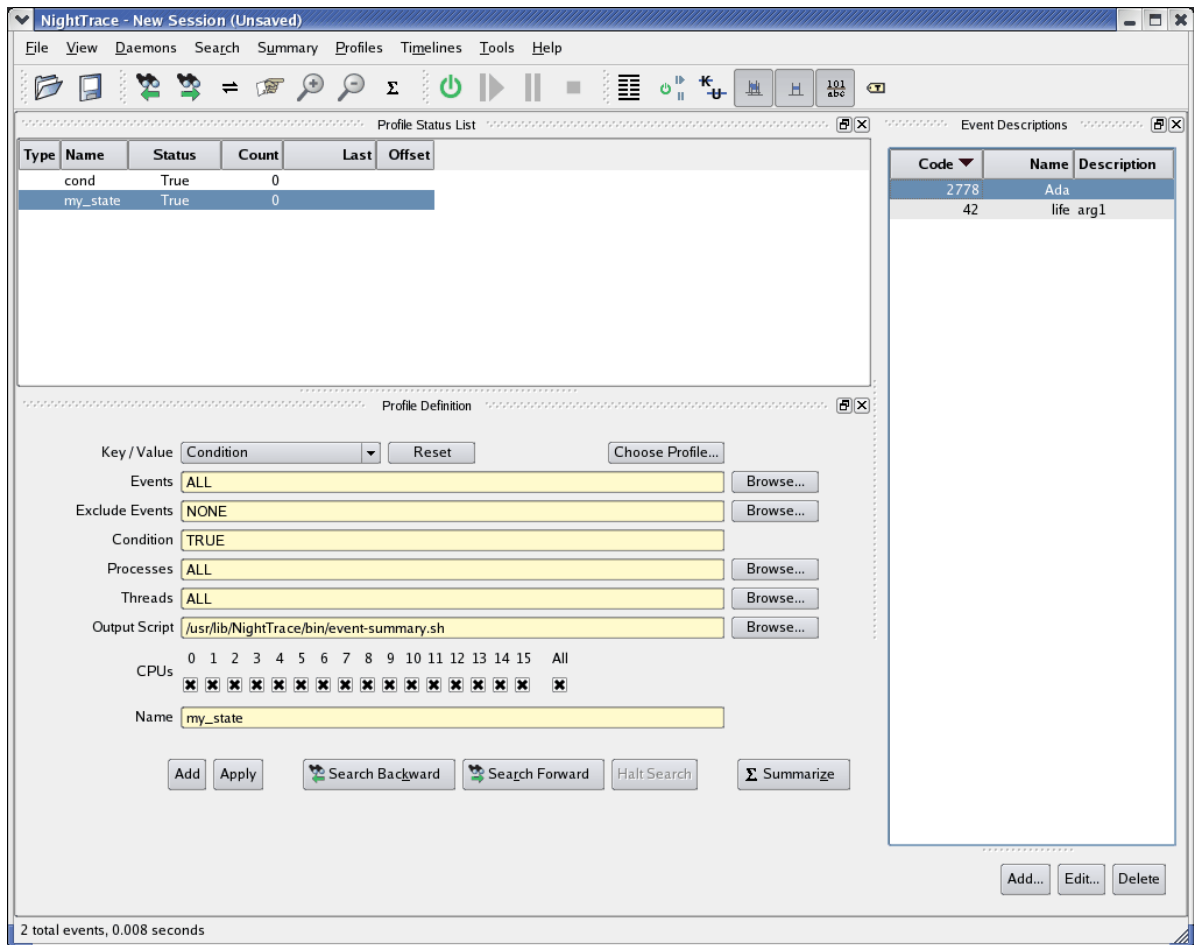 NightTrace - New Session (Unsaved)
File View Daemons Search Summary Profiles Timelines Tools Help
Σ 101 abc T
Profile Status List
Type Name Status Count Last Offset
cond True 0
my_state True 0
Event Descriptions
Code Name Description
2778 Ada
42 life arg1
Profile Definition
Key / Value Condition Reset Choose Profile...
Events ALL Browse...
Exclude Events NONE Browse...
Condition TRUE
Processes ALL Browse...
Threads ALL Browse...
Output Script /usr/lib/NightTrace/bin/event-summary.sh Browse...
0 1 2 3 4 5 6 7 8 9 10 11 12 13 14 15 All
CPUs
Name my_state
Add Apply Search Backward Search Forward Halt Search Σ Summarize
Add... Edit... Delete
2 total events, 0.008 seconds